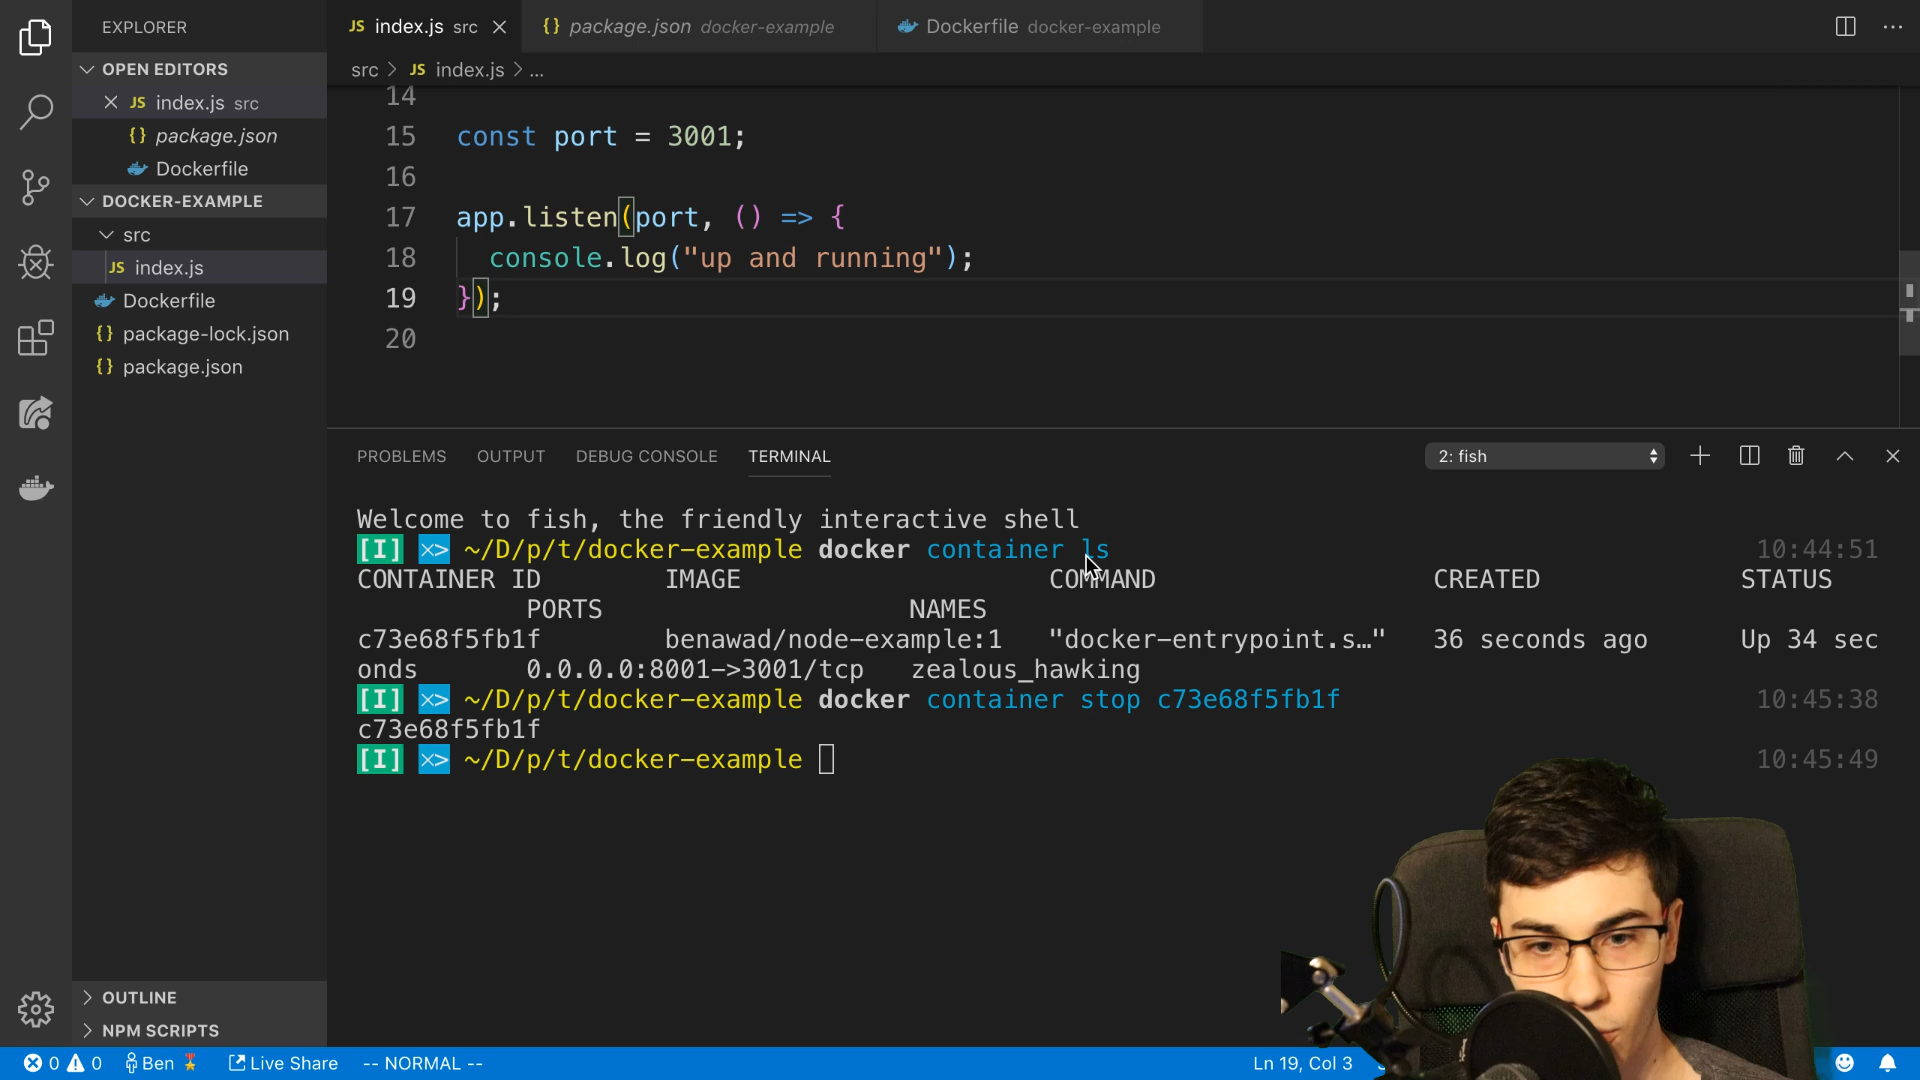 EXPLORER
OPEN EDITORS
JS index.js src
{} package.json
Dockerfile
DOCKER-EXAMPLE
src
JS index.js
Dockerfile
{} package-lock.json
{} package.json
OUTLINE
NPM SCRIPTS
JS index.js src
{} package.json docker-example
Dockerfile docker-example
src > JS index.js > ...
14
15 const port = 3001;
16
17 app.listen(port, () => {
18 console.log("up and running");
19 });
20
PROBLEMS OUTPUT DEBUG CONSOLE TERMINAL
2: fish
Welcome to fish, the friendly interactive shell
[I] x> ~/D/p/t/docker-example docker container ls 10:44:51
CONTAINER ID IMAGE COMMAND CREATED STATUS
PORTS NAMES
c73e68f5fb1f benawad/node-example:1 "docker-entrypoint.s…" 36 seconds ago Up 34 sec
onds 0.0.0.0:8001->3001/tcp zealous_hawking
[I] x> ~/D/p/t/docker-example docker container stop c73e68f5fb1f 10:45:38
c73e68f5fb1f
[I] x> ~/D/p/t/docker-example 10:45:49
0 0 Ben Live Share -- NORMAL -- Ln 19, Col 3